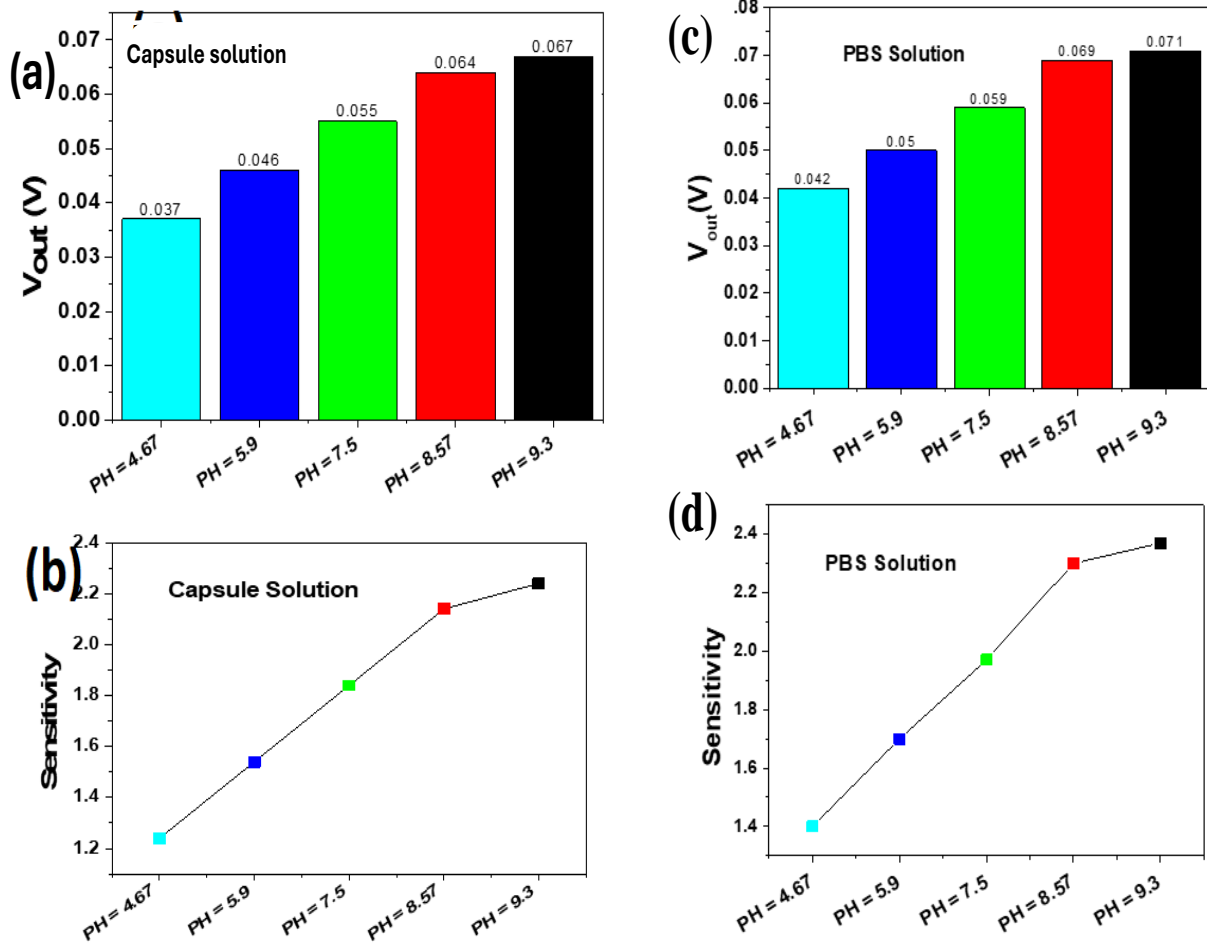 (a)
Capsule solution
Vout (V)
0.07
0.06
0.05
0.04
0.03
0.02
0.01
0.00
0.037
0.046
0.055
0.064
0.067
PH = 4.67
PH = 5.9
PH = 7.5
PH = 8.57
PH = 9.3
(c)
PBS Solution
Vout(V)
.08
0.07
0.06
0.05
0.04
0.03
0.02
0.01
0.00
0.042
0.05
0.059
0.069
0.071
PH = 4.67
PH = 5.9
PH = 7.5
PH = 8.57
PH = 9.3
(b)
Capsule Solution
Sensitivity
2.4
2.2
2.0
1.8
1.6
1.4
1.2
PH = 4.67
PH = 5.9
PH = 7.5
PH = 8.57
PH = 9.3
(d)
PBS Solution
Sensitivity
2.4
2.2
2.0
1.8
1.6
1.4
PH = 4.67
PH = 5.9
PH = 7.5
PH = 8.57
PH = 9.3